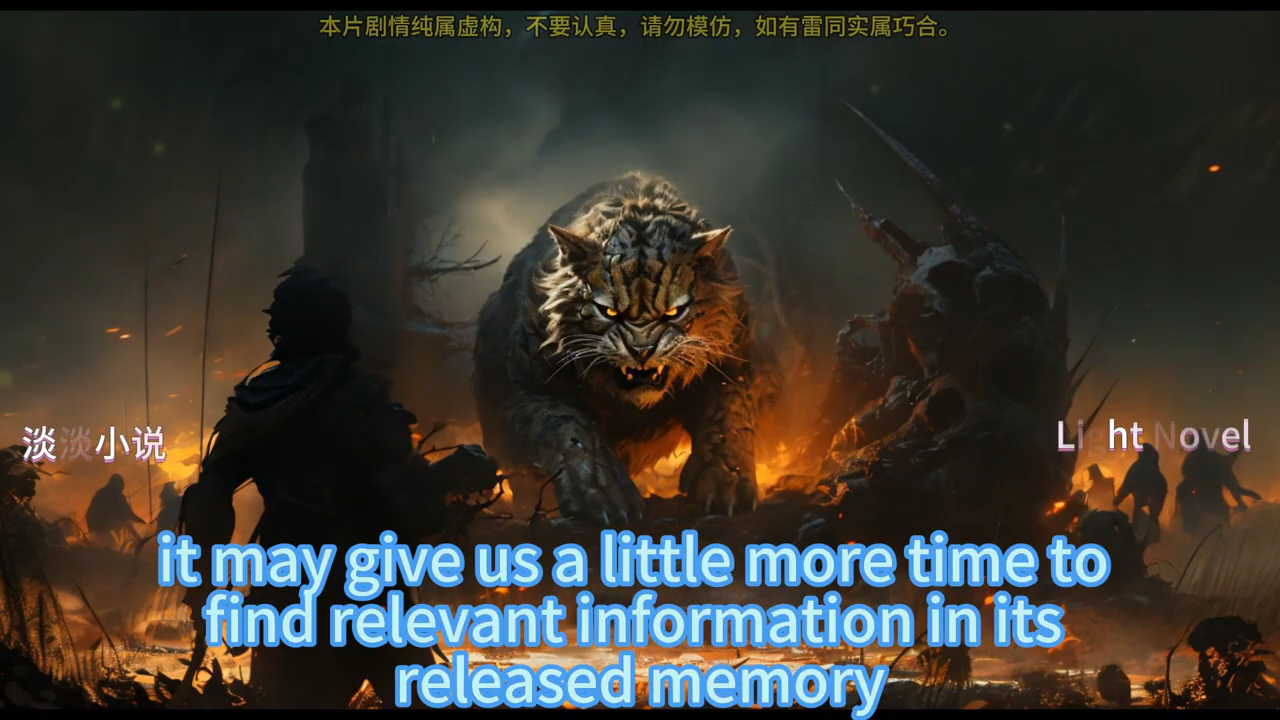 本片剧情纯属虚构，不要认真，请勿模仿，如有雷同实属巧合。
淡淡小说
Light Novel
it may give us a little more time to
find relevant information in its
released memory